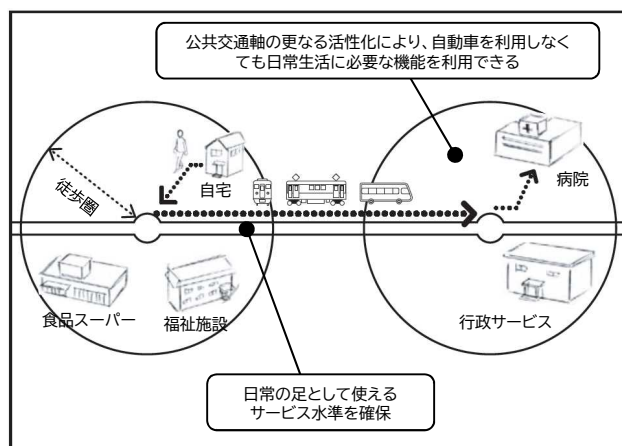 公共交通軸の更なる活性化により、自動車を利用しなく
ても日常生活に必要な機能を利用できる
徒歩圏
自宅
病院
食品スーパー
福祉施設
行政サービス
日常の足として使える
サービス水準を確保